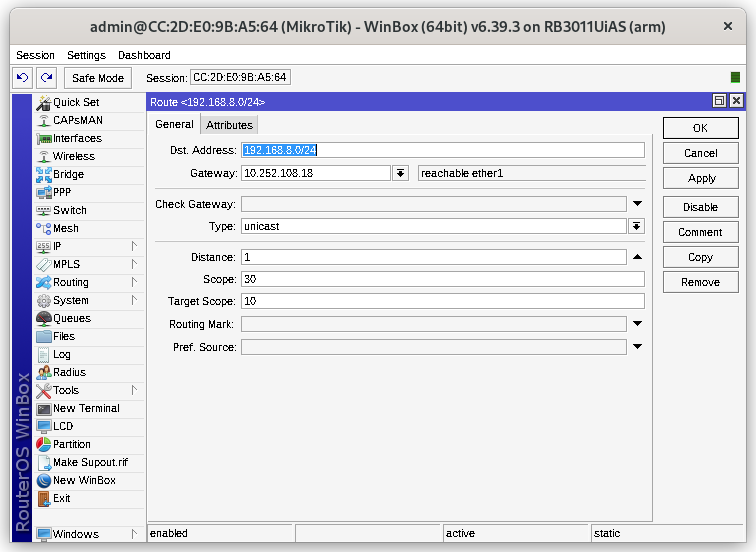 admin@CC:2D:E0:9B:A5:64 (MikroTik) - WinBox (64bit) v6.39.3 on RB3011UiAS (arm)
Session Settings Dashboard
Safe Mode Session: CC:2D:E0:9B:A5:64
Quick Set
CAPsMAN
Interfaces
Wireless
Bridge
PPP
Switch
Mesh
IP
MPLS
Routing
System
Queues
Files
Log
Radius
Tools
New Terminal
LCD
Partition
Make Supout.rif
New WinBox
Exit
Windows
RouterOS WinBox
Route <192.168.8.0/24>
General Attributes
Dst. Address: 192.168.8.0/24
Gateway: 10.252.108.18 reachable ether1
Check Gateway:
Type: unicast
Distance: 1
Scope: 30
Target Scope: 10
Routing Mark:
Pref. Source:
OK
Cancel
Apply
Disable
Comment
Copy
Remove
enabled active static